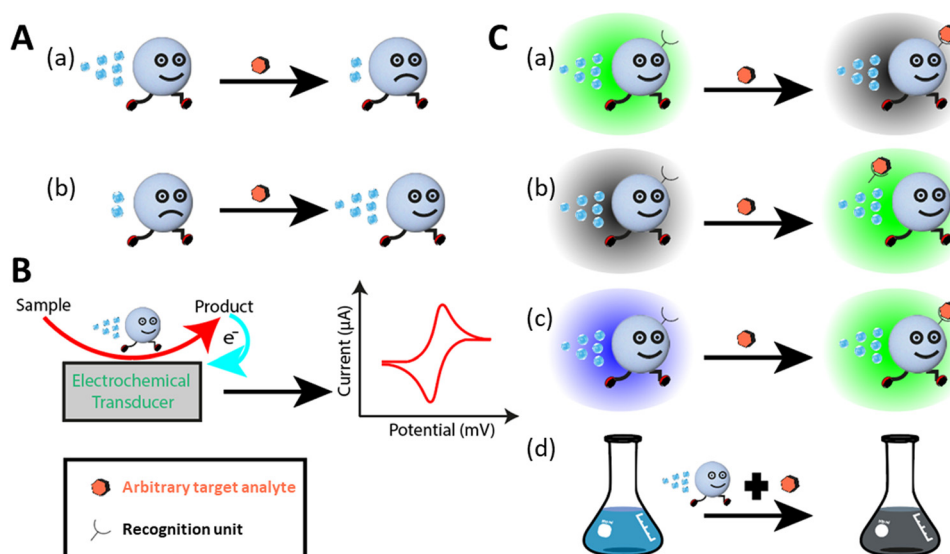 A
(a)
(b)
B
Sample
Product
e-
Electrochemical
Transducer
Current (µA)
Potential (mV)
Arbitrary target analyte
Recognition unit
C
(a)
(b)
(c)
(d)